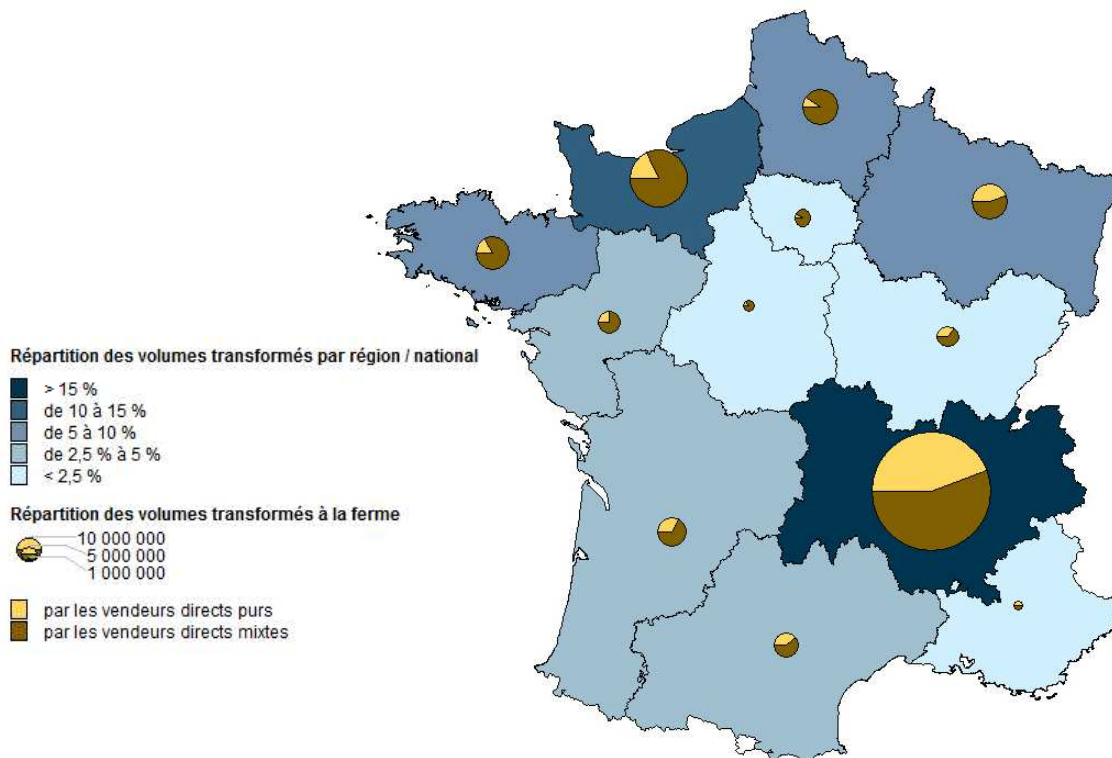 Répartition des volumes transformés par région / national
> 15 %
de 10 à 15 %
de 5 à 10 %
de 2,5 % à 5 %
< 2,5 %
Répartition des volumes transformés à la ferme
10 000 000
5 000 000
1 000 000
par les vendeurs directs purs
par les vendeurs directs mixtes